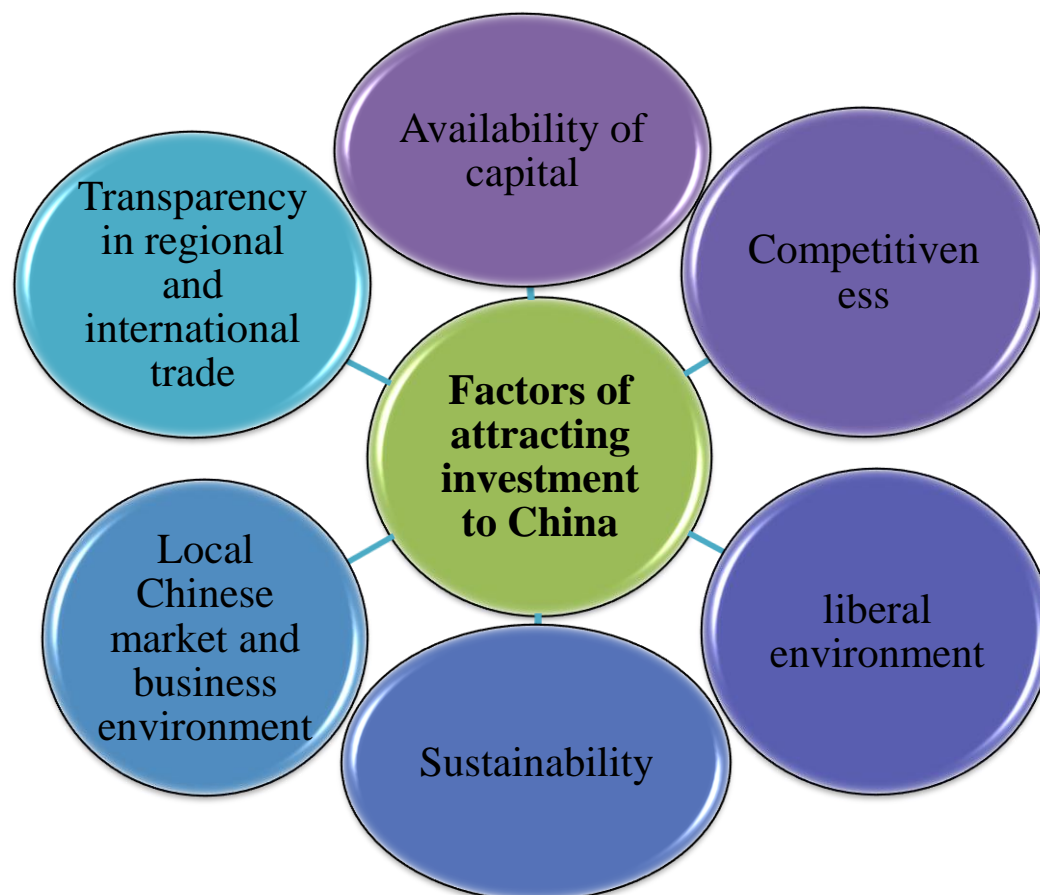 Availability of
capital
Competitiven
ess
liberal
environment
Sustainability
Local
Chinese
market and
business
environment
Transparency
in regional
and
international
trade
Factors of
attracting
investment
to China